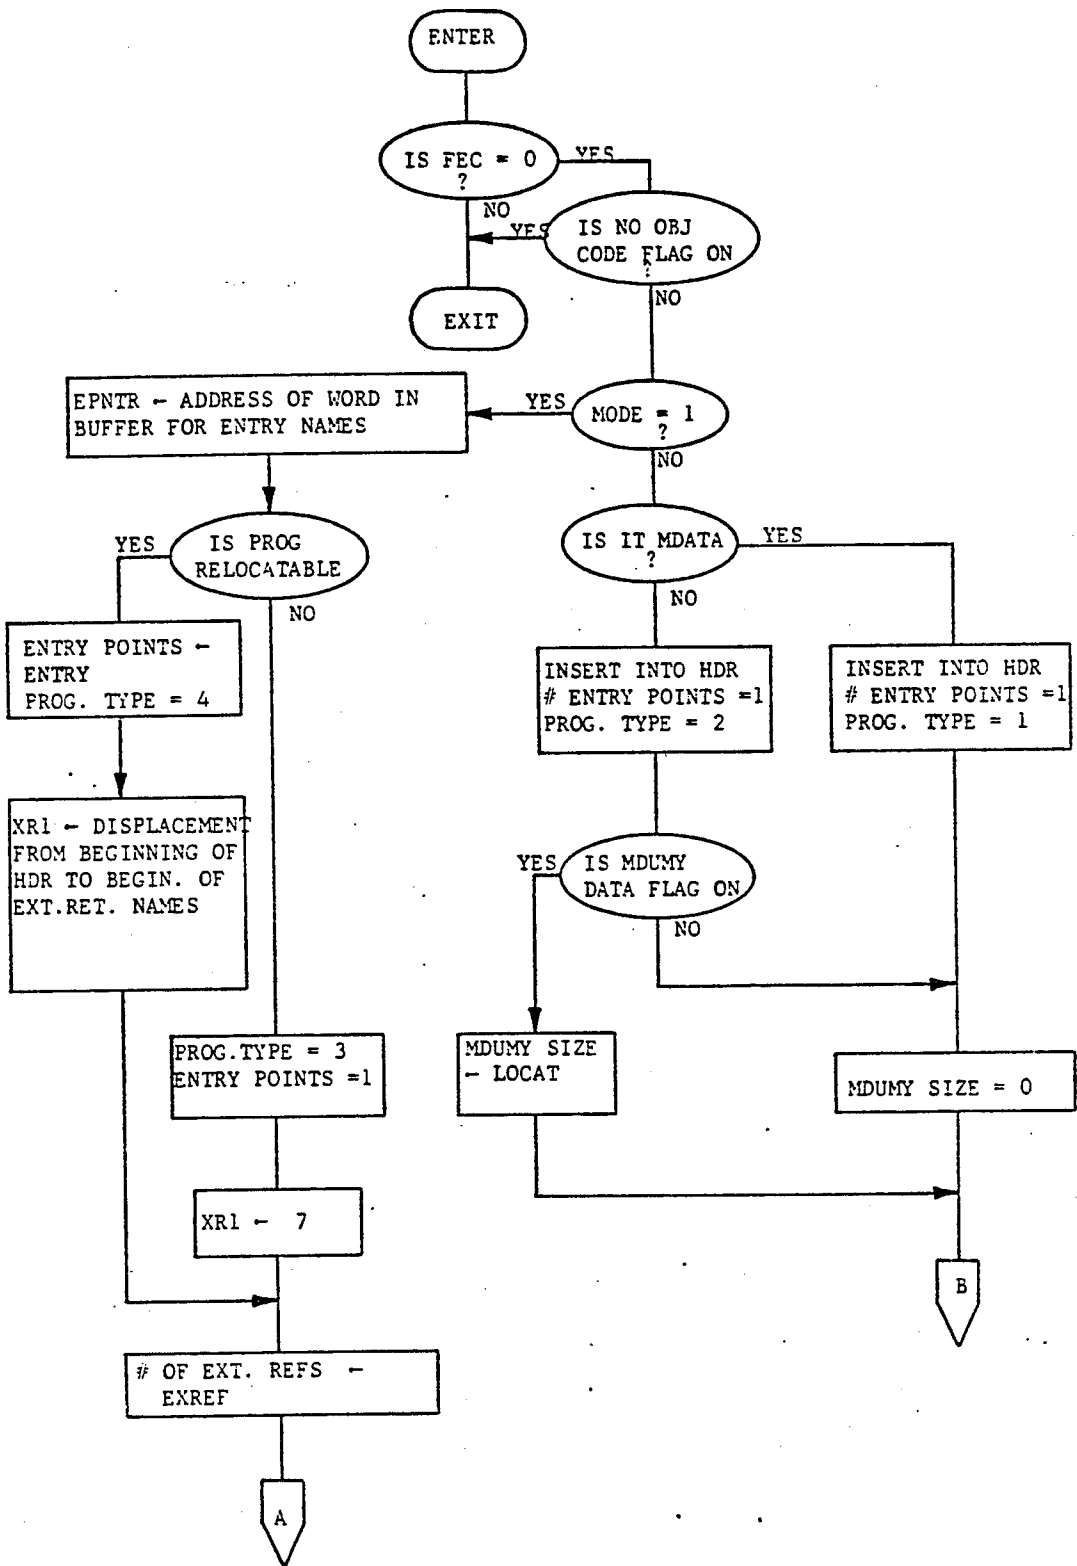 ENTER
IS FEC = 0
?
YES
NO
IS NO OBJ
CODE FLAG ON
?
YES
NO
EXIT
MODE = 1
?
YES
NO
EPNTR ← ADDRESS OF WORD IN
BUFFER FOR ENTRY NAMES
IS PROG
RELOCATABLE
YES
NO
IS IT MDATA
?
YES
NO
ENTRY POINTS ←
ENTRY
PROG. TYPE = 4
INSERT INTO HDR
# ENTRY POINTS =1
PROG. TYPE = 2
INSERT INTO HDR
# ENTRY POINTS =1
PROG. TYPE = 1
XR1 ← DISPLACEMENT
FROM BEGINNING OF
HDR TO BEGIN. OF
EXT.RET. NAMES
YES
IS MDUMY
DATA FLAG ON
NO
PROG.TYPE = 3
ENTRY POINTS =1
MDUMY SIZE
← LOCAT
MDUMY SIZE = 0
XR1 ← 7
B
# OF EXT. REFS ←
EXREF
A